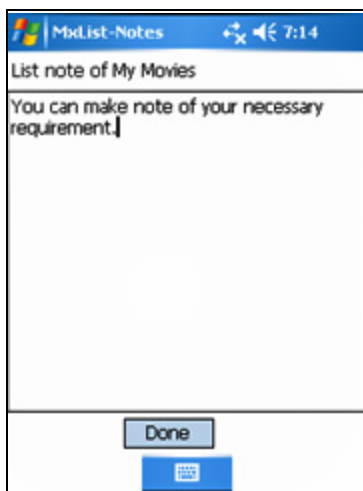 MxList-Notes 7:14
List note of My Movies
You can make note of your necessary
requirement.
Done